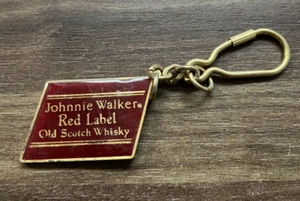 Johnnie Walker®
Red Label
Old Scotch Whisky